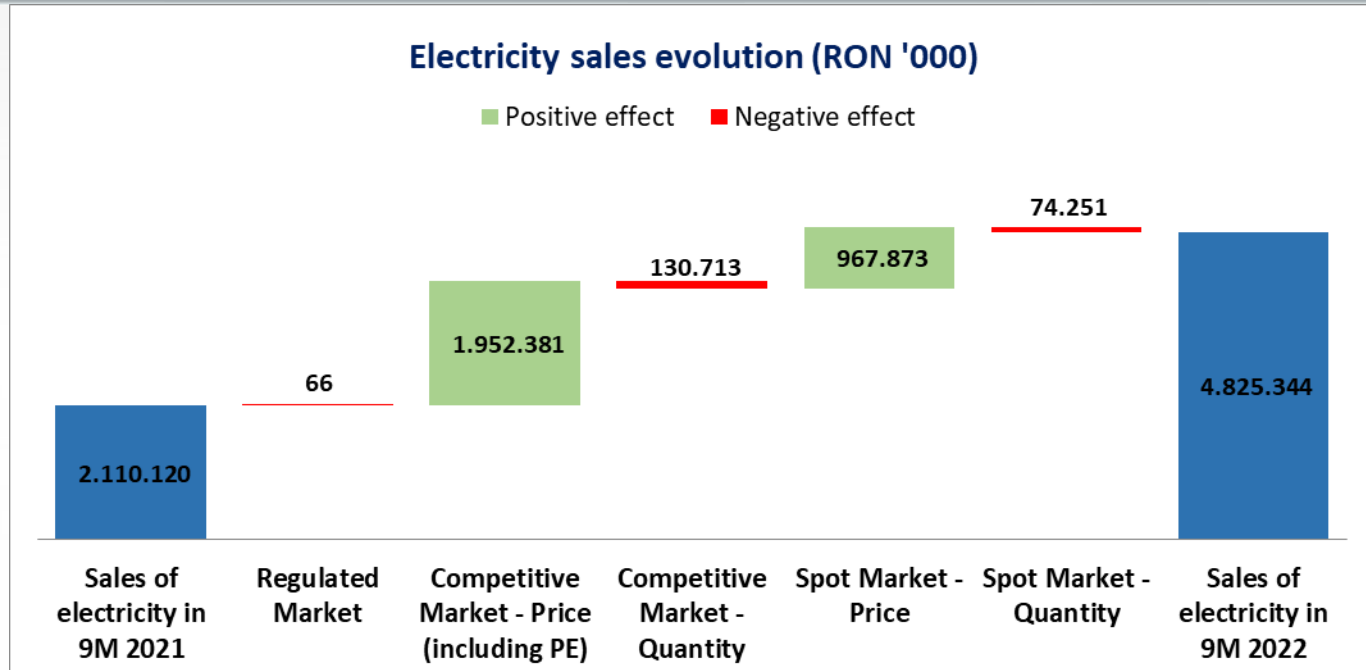 Electricity sales evolution (RON '000)
Positive effect
Negative effect
74.251
130.713
967.873
1.952.381
66
4.825.344
2.110.120
Sales of
electricity in
9M 2021
Regulated
Market
Competitive
Market - Price
(including PE)
Competitive
Market -
Quantity
Spot Market -
Price
Spot Market -
Quantity
Sales of
electricity in
9M 2022